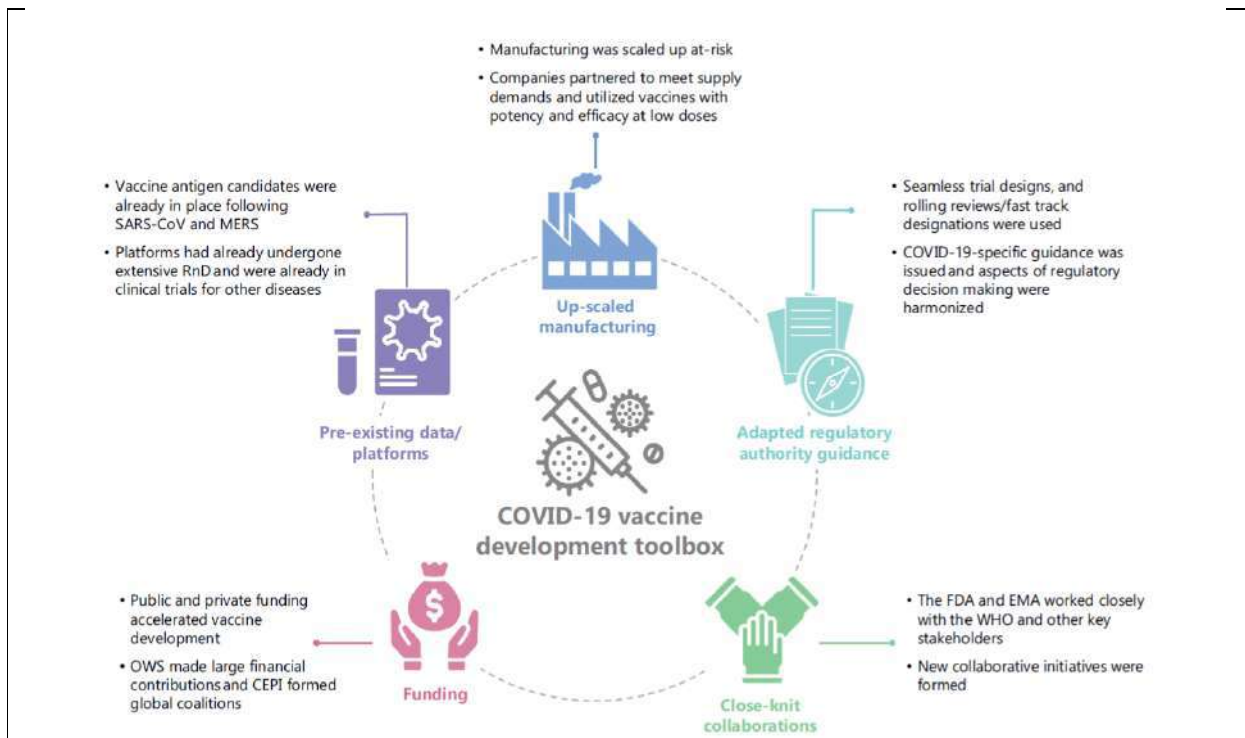 • Manufacturing was scaled up at-risk
• Companies partnered to meet supply
demands and utilized vaccines with
potency and efficacy at low doses
• Vaccine antigen candidates were
already in place following
SARS-CoV and MERS
• Platforms had already undergone
extensive RnD and were already in
clinical trials for other diseases
• Seamless trial designs, and
rolling reviews/fast track
designations were used
• COVID-19-specific guidance was
issued and aspects of regulatory
decision making were
harmonized
Up-scaled
manufacturing
Pre-existing data/
platforms
Adapted regulatory
authority guidance
COVID-19 vaccine
development toolbox
• Public and private funding
accelerated vaccine
development
• OWS made large financial
contributions and CEPI formed
global coalitions
$
Funding
• The FDA and EMA worked closely
with the WHO and other key
stakeholders
• New collaborative initiatives were
formed
Close-knit
collaborations